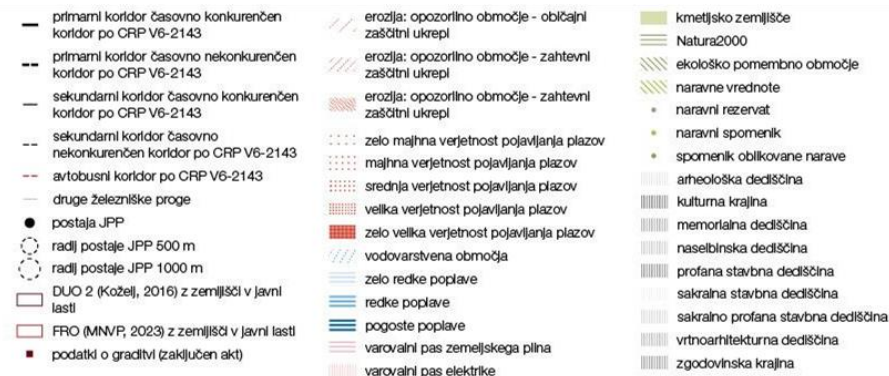 primarni koridor časovno konkurenčen
koridor po CRP V6-2143
primarni koridor časovno nekonkurenčen
koridor po CRP V6-2143
sekundarni koridor časovno konkurenčen
koridor po CRP V6-2143
sekundarni koridor časovno
nekonkurenčen koridor po CRP V6-2143
avtobusni koridor po CRP V6-2143
druge železniške proge
postaja JPP
radij postaje JPP 500 m
radij postaje JPP 1000 m
DUO 2 (Koželj, 2016) z zemljišči v javni
lasti
FRO (MNVP, 2023) z zemljišči v javni lasti
podatki o graditvi (zaključen akt)
erozija: opozorilno območje - običajni
zaščitni ukrepi
erozija: opozorilno območje - zahtevni
zaščitni ukrepi
erozija: opozorilno območje - zahtevni
zaščitni ukrepi
zelo majhna verjetnost pojavljanja plazov
majhna verjetnost pojavljanja plazov
srednja verjetnost pojavljanja plazov
velika verjetnost pojavljanja plazov
zelo velika verjetnost pojavljanja plazov
vodovarstvena območja
zelo redke poplave
redke poplave
pogoste poplave
varovalni pas zemeljskega plina
varovalni pas elektrike
kmetijsko zemljišče
Natura2000
ekološko pomembno območje
naravne vrednote
naravni rezervat
naravni spomenik
spomenik oblikovane narave
arheološka dediščina
kulturna krajina
memorialna dediščina
naselbinska dediščina
profana stavbna dediščina
sakralna stavbna dediščina
sakralno profana stavbna dediščina
vrtnoarhitekturna dediščina
zgodovinska krajina